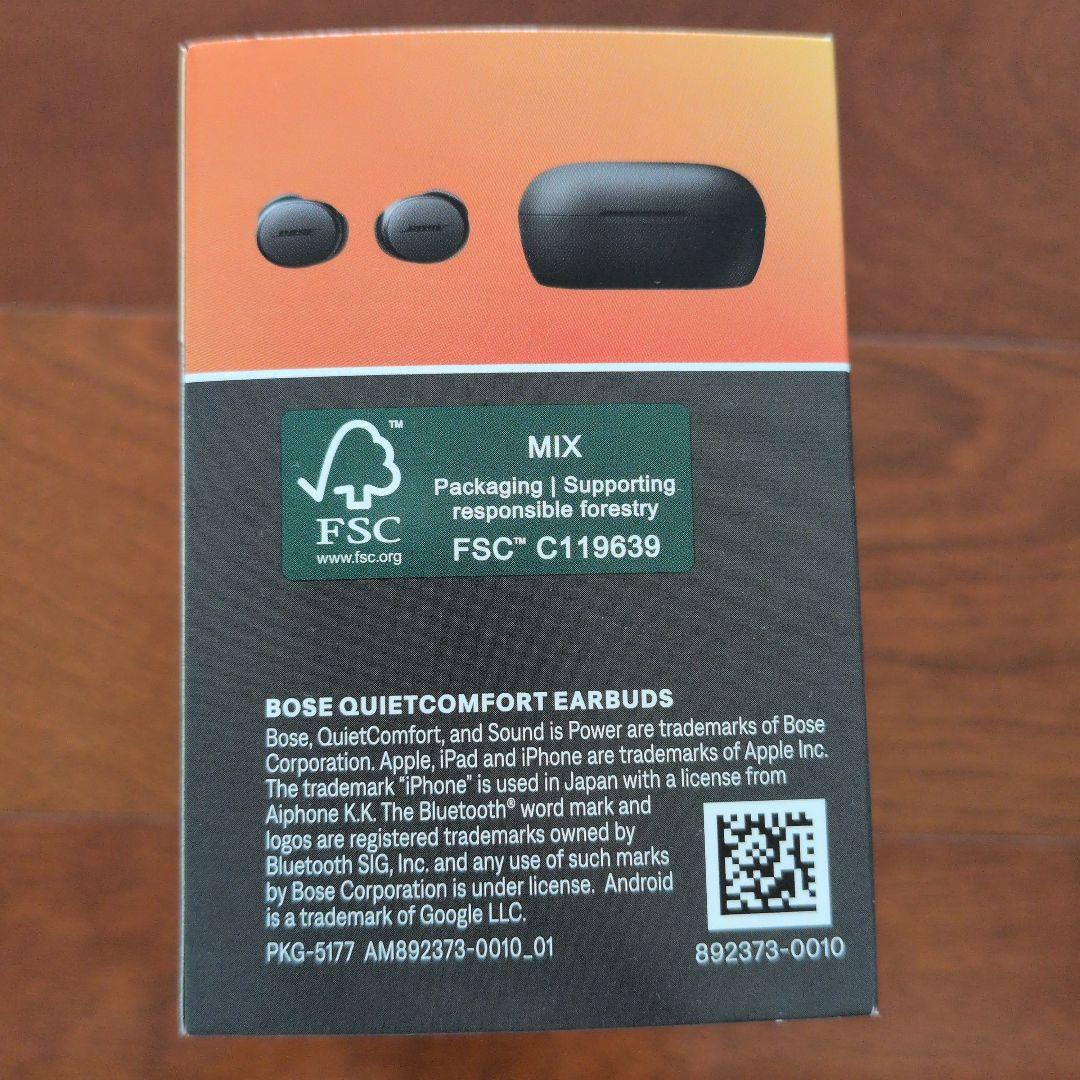 BOSE BOSE
™
MIX
Packaging | Supporting
responsible forestry
FSC
www.fsc.org
FSC™ C119639
BOSE QUIETCOMFORT EARBUDS
Bose, QuietComfort, and Sound is Power are trademarks of Bose
Corporation. Apple, iPad and iPhone are trademarks of Apple Inc.
The trademark “iPhone” is used in Japan with a license from
Aiphone K.K. The Bluetooth® word mark and
logos are registered trademarks owned by
Bluetooth SIG, Inc. and any use of such marks
by Bose Corporation is under license. Android
is a trademark of Google LLC.
PKG-5177 AM892373-0010_01
892373-0010